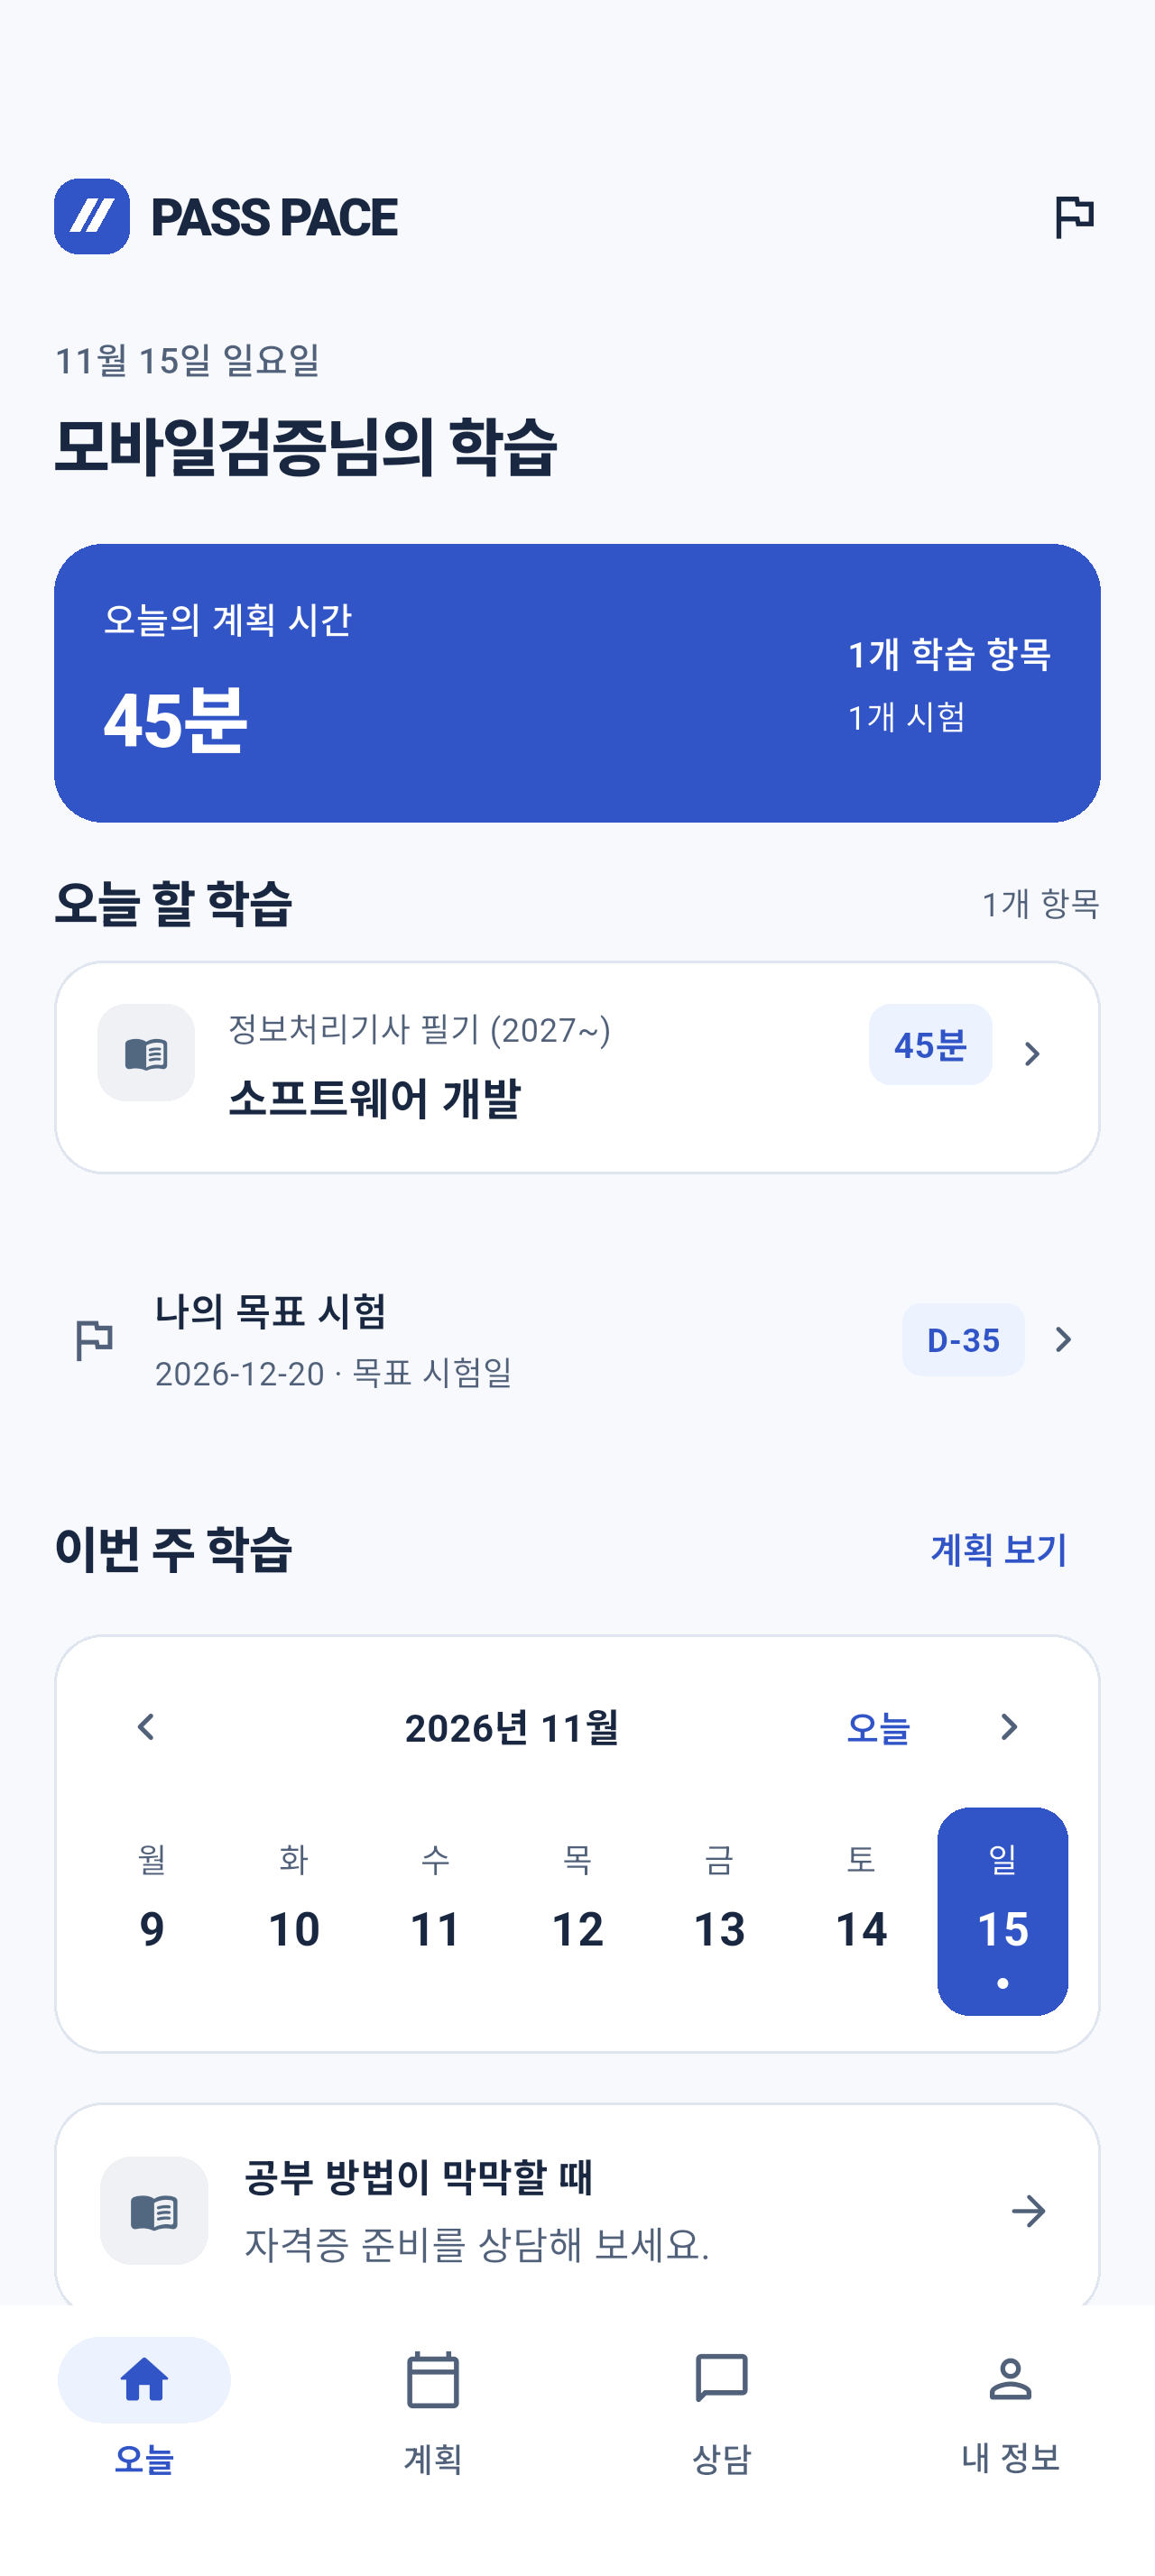 PASS PACE
11월 15일 일요일
모바일검증님의 학습
오늘의 계획 시간
45분
1개 학습 항목
1개 시험
오늘 할 학습
1개 항목
정보처리기사 필기 (2027~)
소프트웨어 개발
45분
나의 목표 시험
2026-12-20 · 목표 시험일
D-35
이번 주 학습
계획 보기
2026년 11월
오늘
월 화 수 목 금 토 일
9 10 11 12 13 14 15
공부 방법이 막막할 때
자격증 준비를 상담해 보세요.
오늘 계획 상담 내 정보